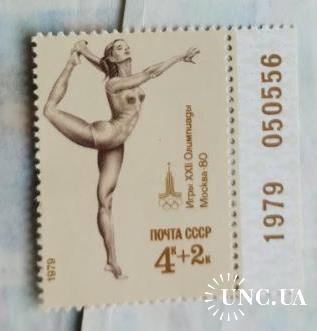 Игры XXII Олимпиады
Москва-80
ПОЧТА СССР
4к+2к
1979
1979 050556
UNC.UA